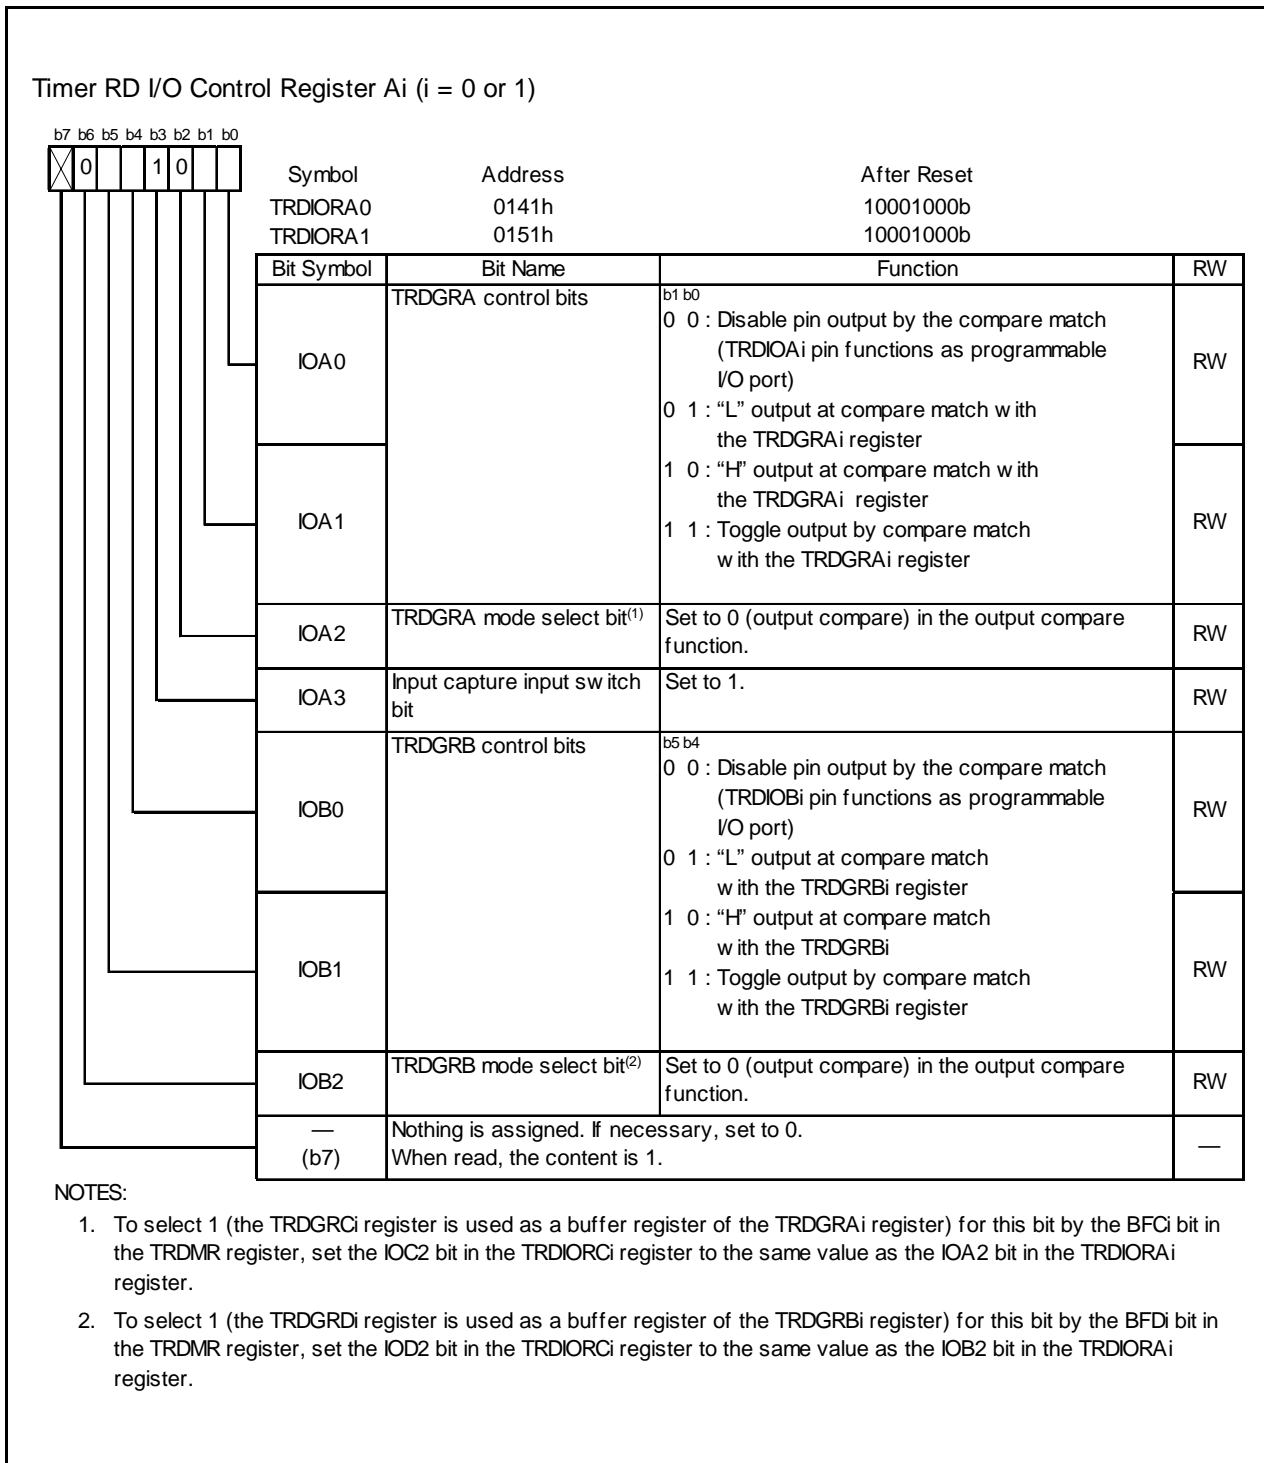 Timer RD I/O Control Register Ai (i = 0 or 1)
b7 b6 b5 b4 b3 b2 b1 b0
0 1 0
Symbol Address After Reset
TRDIORA0 0141h 10001000b
TRDIORA1 0151h 10001000b
Bit Symbol Bit Name Function RW
IOA0 TRDGRA control bits b1 b0
0 0 : Disable pin output by the compare match
(TRDIOAi pin functions as programmable
I/O port)
RW
0 1 : “L” output at compare match with
the TRDGRAi register
1 0 : “H” output at compare match with
the TRDGRAi register
IOA1 RW
1 1 : Toggle output by compare match
with the TRDGRAi register
IOA2 TRDGRA mode select bit(1) Set to 0 (output compare) in the output compare
function.
RW
IOA3 Input capture input switch
bit
Set to 1.
RW
IOB0 TRDGRB control bits b5 b4
0 0 : Disable pin output by the compare match
(TRDIOBi pin functions as programmable
I/O port)
RW
0 1 : “L” output at compare match
with the TRDGRBi register
1 0 : “H” output at compare match
with the TRDGRBi
IOB1 RW
1 1 : Toggle output by compare match
with the TRDGRBi register
IOB2 TRDGRB mode select bit(2) Set to 0 (output compare) in the output compare
function.
RW
—
(b7)
Nothing is assigned. If necessary, set to 0.
When read, the content is 1.
—
NOTES:
1. To select 1 (the TRDGRCi register is used as a buffer register of the TRDGRAi register) for this bit by the BFCi bit in
the TRDMR register, set the IOC2 bit in the TRDIORCi register to the same value as the IOA2 bit in the TRDIORAi
register.
2. To select 1 (the TRDGRDi register is used as a buffer register of the TRDGRBi register) for this bit by the BFDi bit in
the TRDMR register, set the IOD2 bit in the TRDIORCi register to the same value as the IOB2 bit in the TRDIORAi
register.